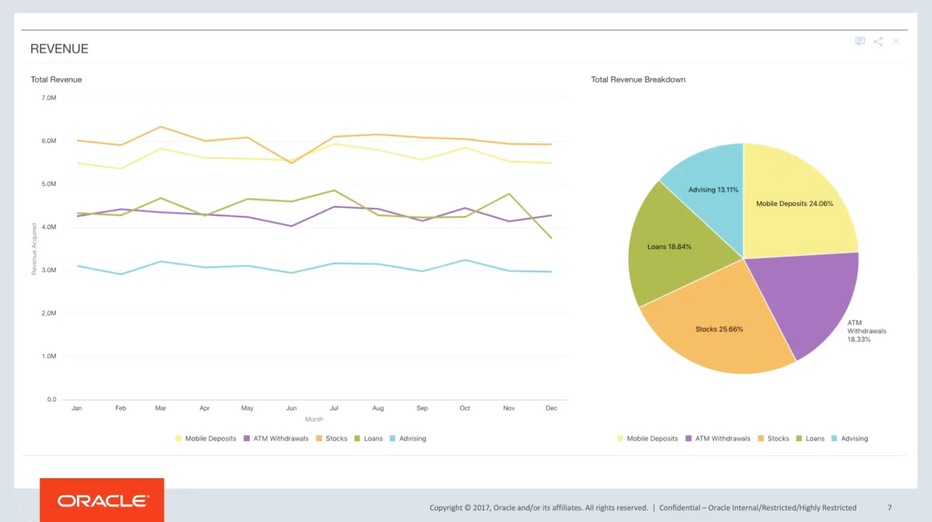 REVENUE
Total Revenue
7.0M
6.0M
5.0M
4.0M
3.0M
2.0M
1.0M
0.0
Revenue Acquired
Jan Feb Mar Apr May Jun Jul Aug Sep Oct Nov Dec
Month
Mobile Deposits ATM Withdrawals Stocks Loans Advising
Total Revenue Breakdown
Advising 13.11%
Mobile Deposits 24.06%
Loans 18.84%
Stocks 25.66%
ATM
Withdrawals
18.33%
Mobile Deposits ATM Withdrawals Stocks Loans Advising
ORACLE®
Copyright © 2017, Oracle and/or its affiliates. All rights reserved. | Confidential – Oracle Internal/Restricted/Highly Restricted 7